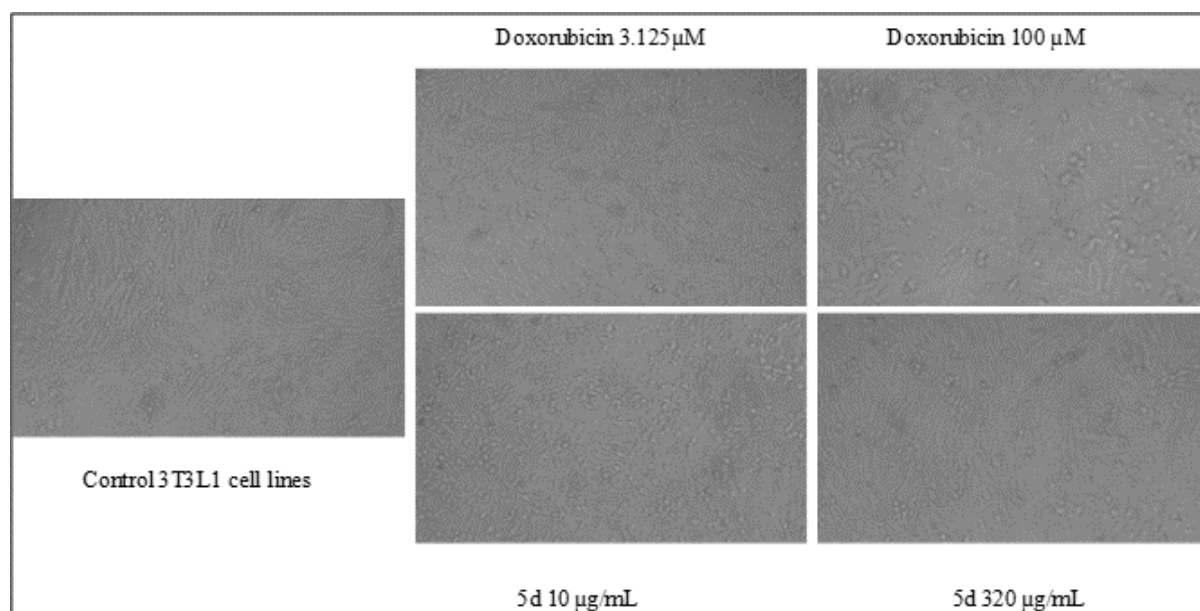 Doxorubicin 3.125µM
Doxorubicin 100 µM
Control 3T3L1 cell lines
5d 10 µg/mL
5d 320 µg/mL